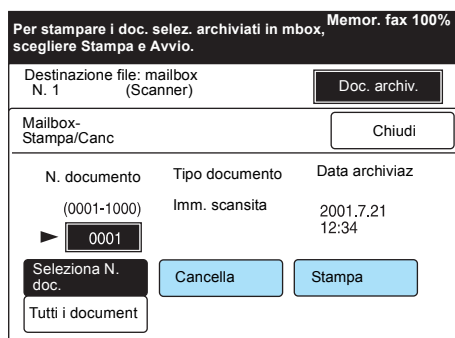 Per stampare i doc. selez. archiviati in mbox,
scegliere Stampa e Avvio.
Memor. fax 100%
Destinazione file: mailbox
N. 1 (Scanner)
Doc. archiv.
Mailbox-
Stampa/Canc
Chiudi
N. documento
Tipo documento
Data archiviaz
(0001-1000)
Imm. scansita
2001.7.21
12:34
0001
Seleziona N.
doc.
Cancella
Stampa
Tutti i document